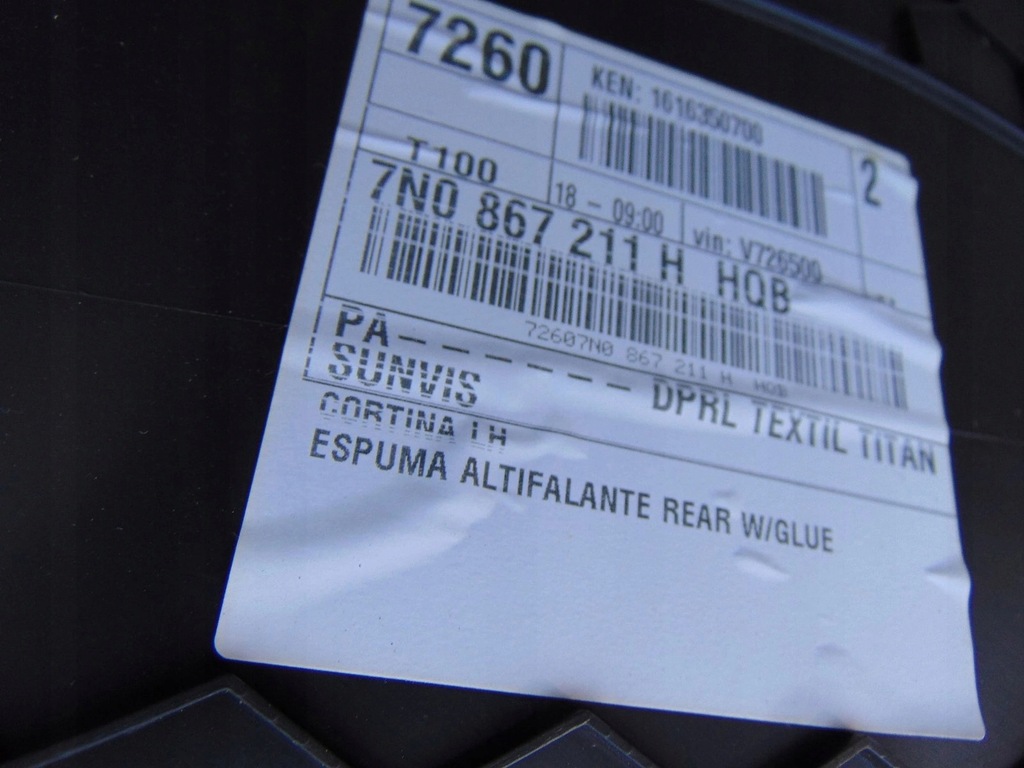 7260
KEN: 1616350700
2
T100
18 - 09:00
vin: V726500
7N0 867 211 H HQB
72607N0 867 211 H HQB
PA- - - - - - - DPRL TEXTIL TITAN
SUNVIS
CORTINA LH
ESPUMA ALTIFALANTE REAR W/GLUE